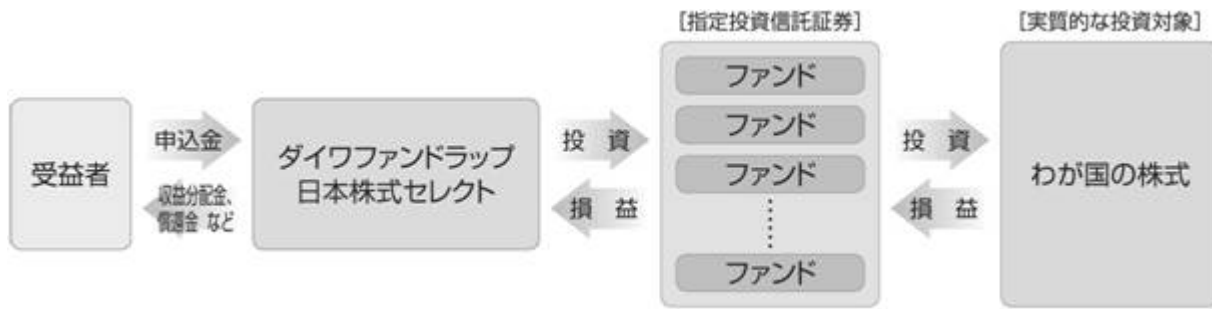 [指定投資信託証券]
[実質的な投資対象]
受益者
申込金
収益分配金、
償還金 など
ダイワファンドラップ
日本株式セレクト
投 資
損 益
ファンド
ファンド
ファンド
ファンド
投 資
損 益
わが国の株式